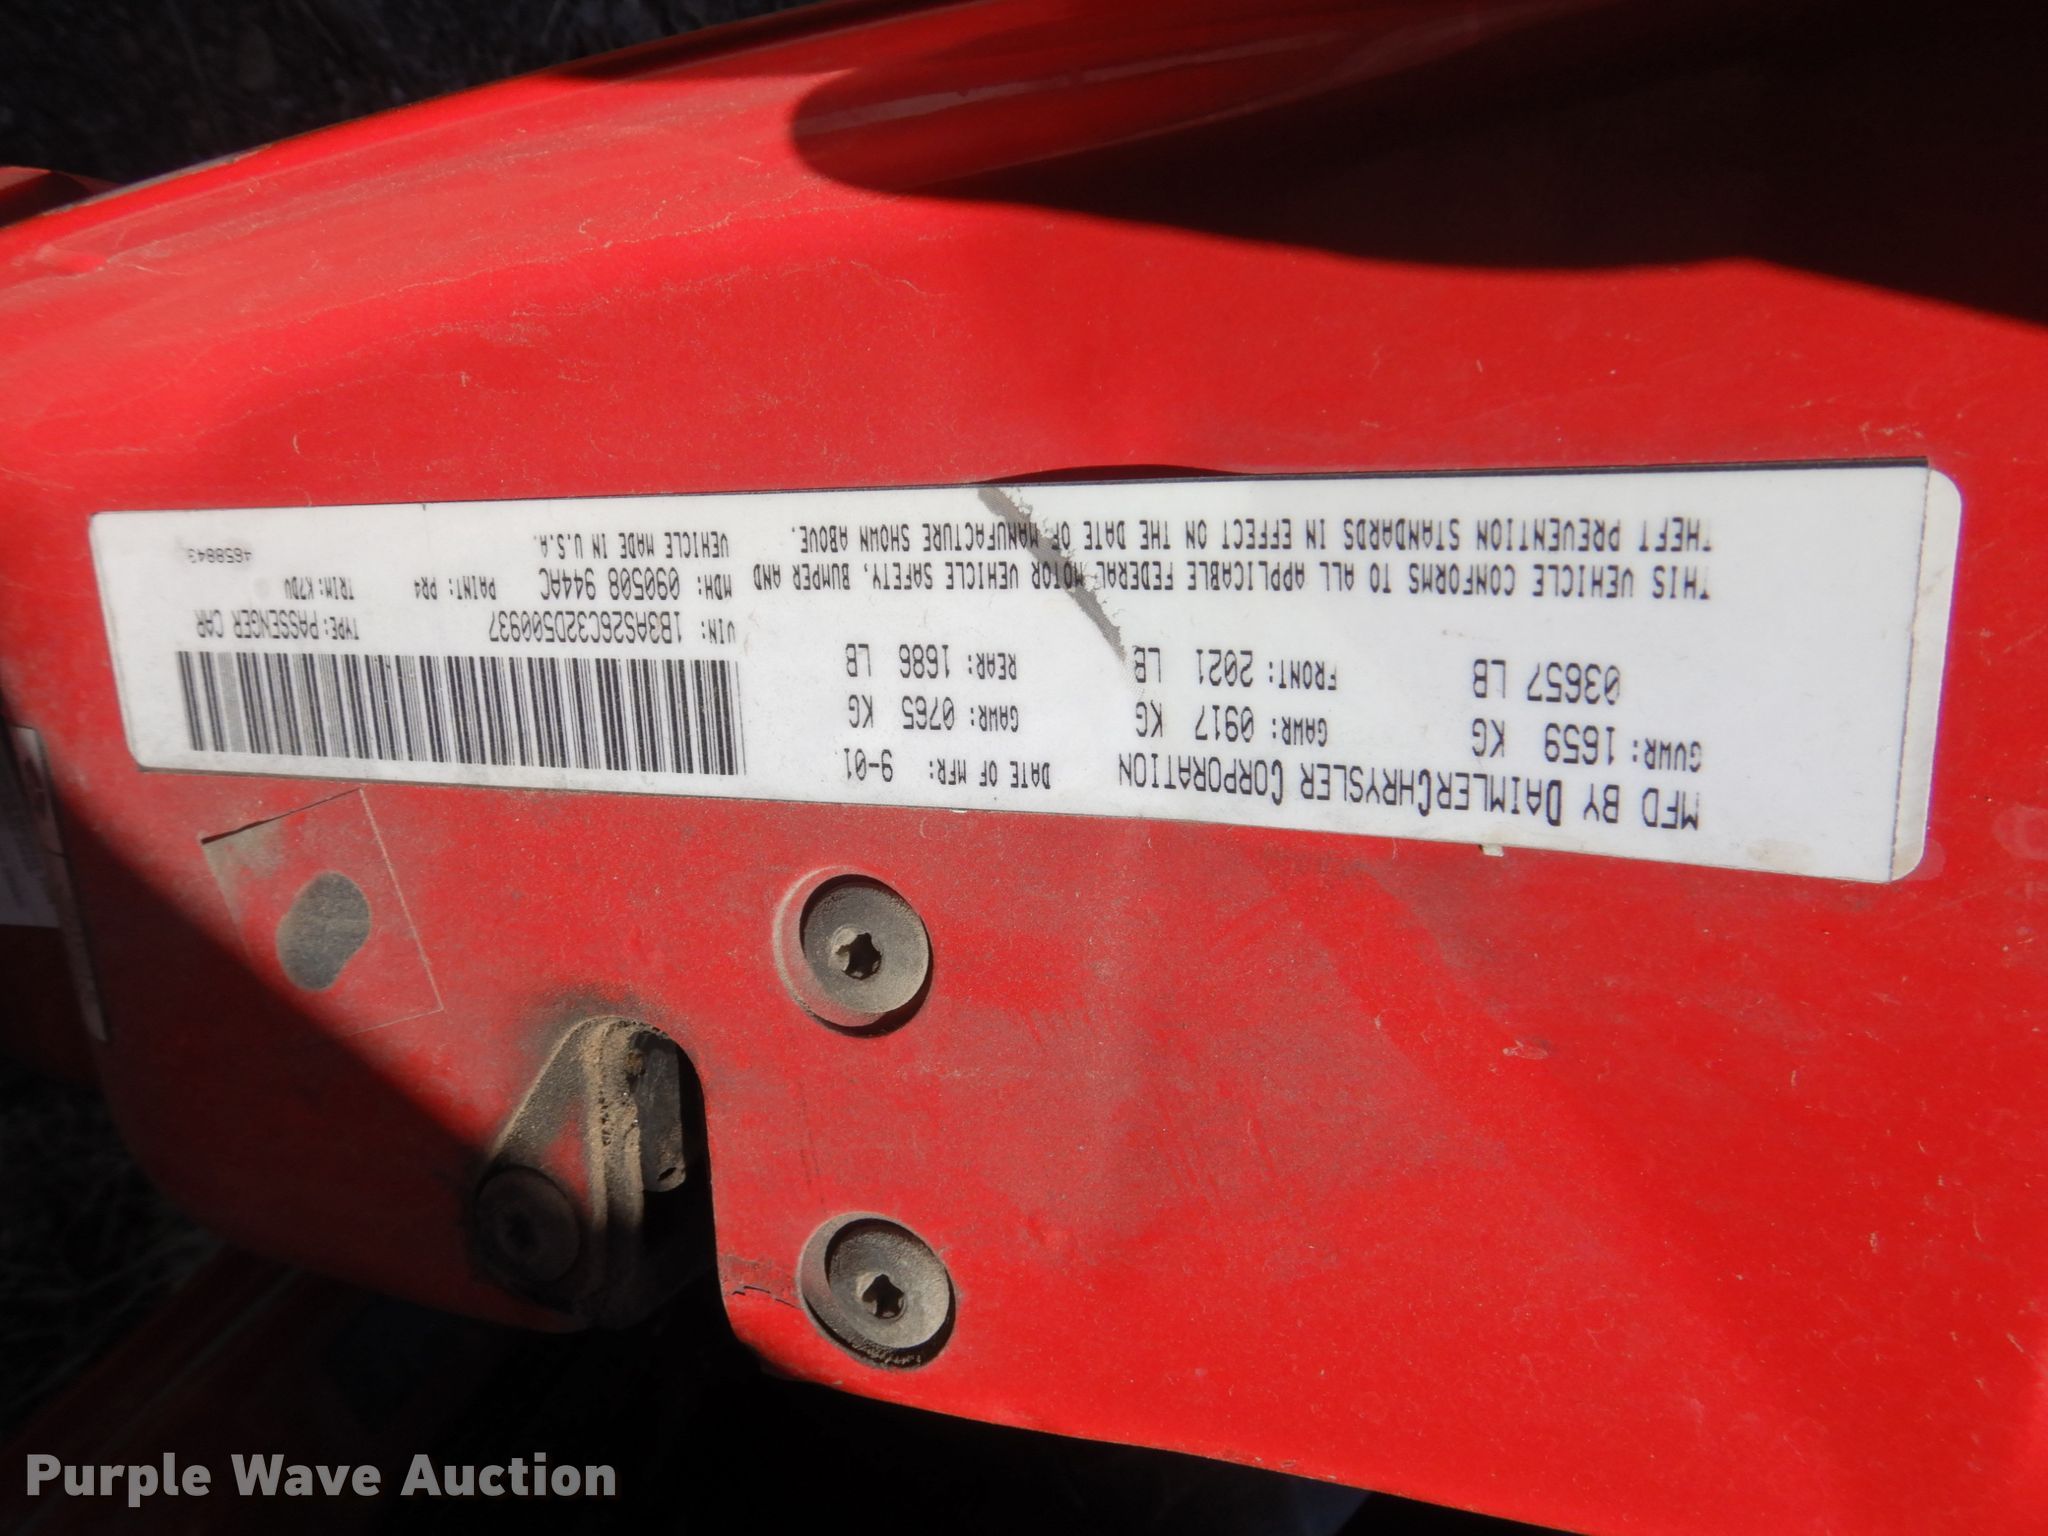 MFD BY DAIMLERCHRYSLER CORPORATION DATE OF MFR: 9-01
GVWR: 1659 KG GAWR: 0917 KG GAWR: 0765 KG
03657 LB FRONT: 2021 LB REAR: 1686 LB
THIS VEHICLE CONFORMS TO ALL APPLICABLE FEDERAL MOTOR VEHICLE SAFETY, BUMPER AND
THEFT PREVENTION STANDARDS IN EFFECT ON THE DATE OF MANUFACTURE SHOWN ABOVE.
VIN: 1B3AS26C32D500937 TYPE: PASSENGER CAR
MDH: 090508 944AC PAINT: PR4 TRIM: K7DV
VEHICLE MADE IN U.S.A. 4658843
Purple Wave Auction